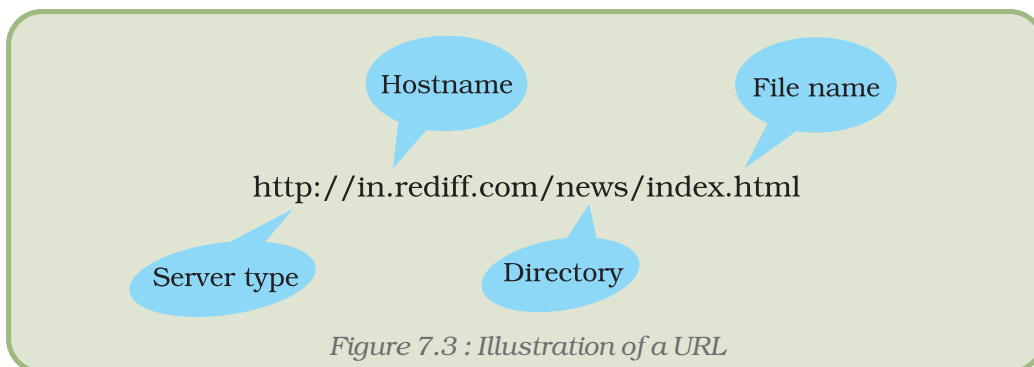 Hostname
File name
http://in.rediff.com/news/index.html
Server type
Directory
Figure 7.3 : Illustration of a URL